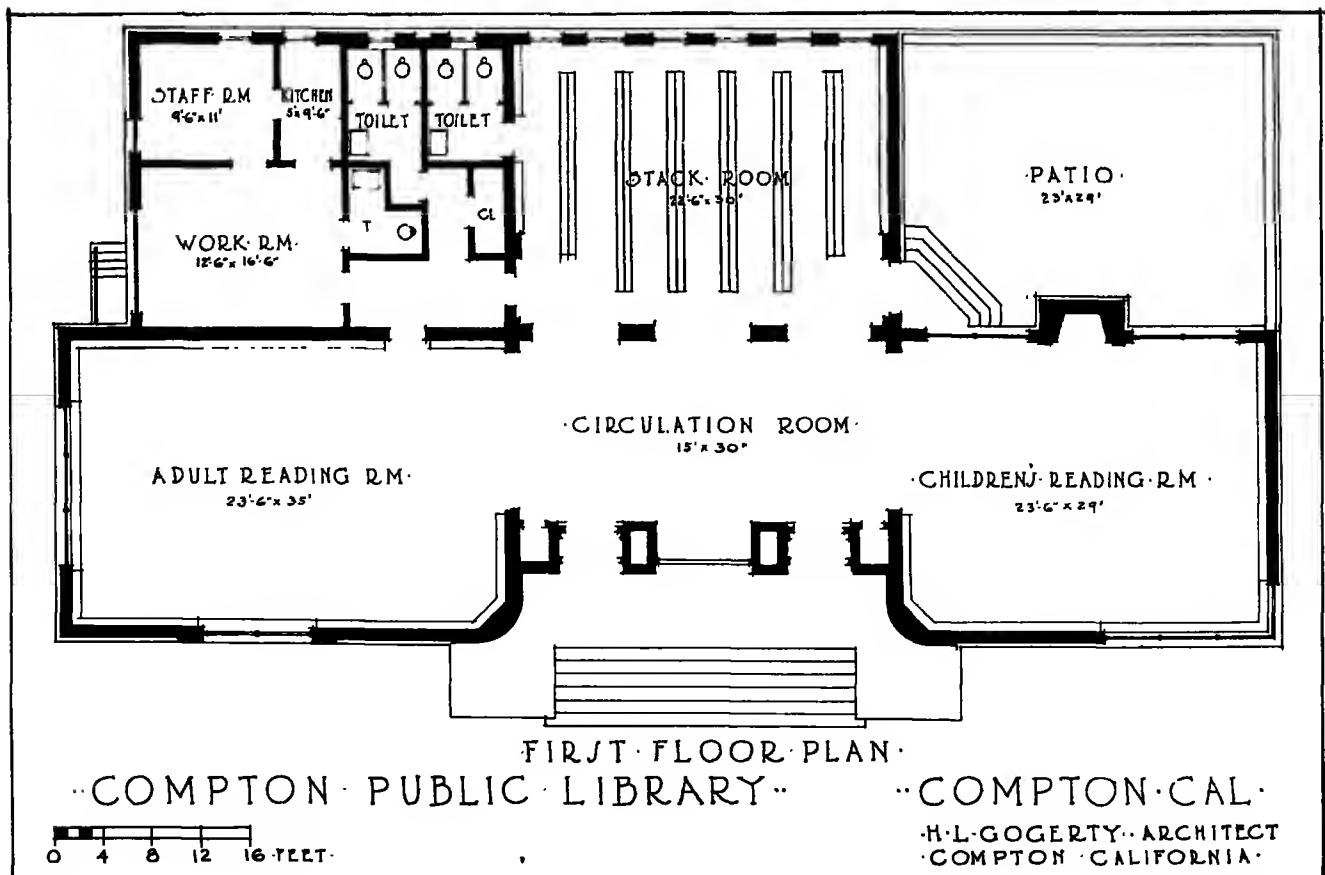 STAFF RM
9'-6" x 11'
KITCHEN
5' x 9'-6"
TOILET
TOILET
STACK · ROOM
22'-6" x 30'
· PATIO ·
23' x 29'
WORK · RM ·
12'-6" x 16'-6"
T
CL
· CIRCULATION ROOM ·
15' x 30"
ADULT READING RM ·
23'-6" x 35'
· CHILDREN'S · READING · RM ·
23'-6" x 29'
· FIRST · FLOOR · PLAN ·
·· COMPTON · PUBLIC · LIBRARY ··
·· COMPTON · CAL ·
0 4 8 12 16 · FEET ·
· H · L · GOGERTY ·· ARCHITECT
· COMPTON · CALIFORNIA ·